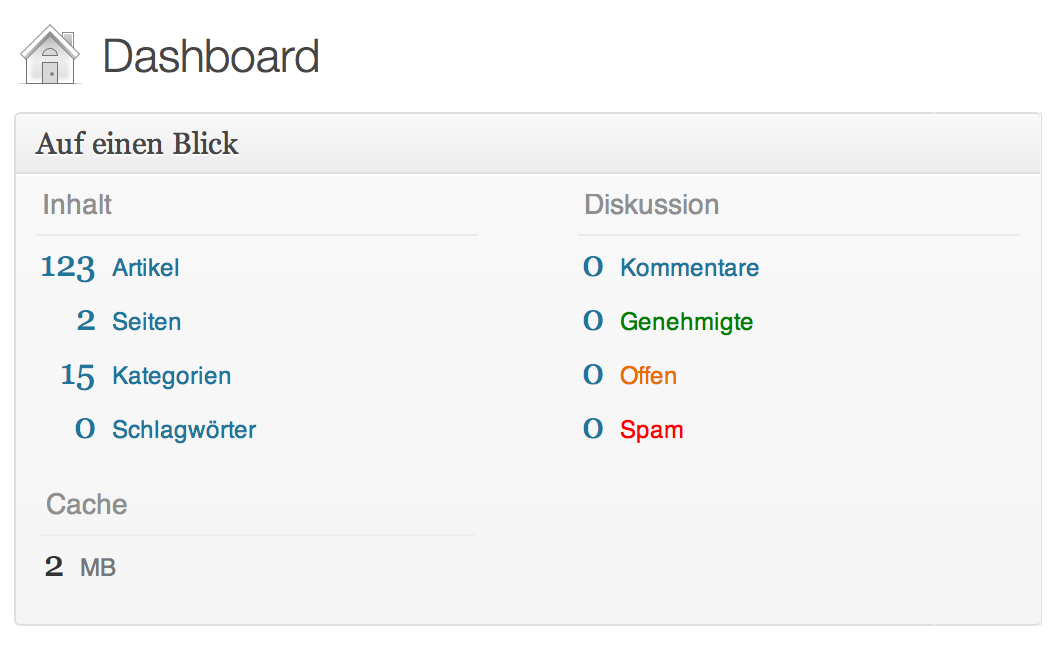 Dashboard
Auf einen Blick
Inhalt
123 Artikel
2 Seiten
15 Kategorien
0 Schlagwörter
Diskussion
0 Kommentare
0 Genehmigte
0 Offen
0 Spam
Cache
2 MB